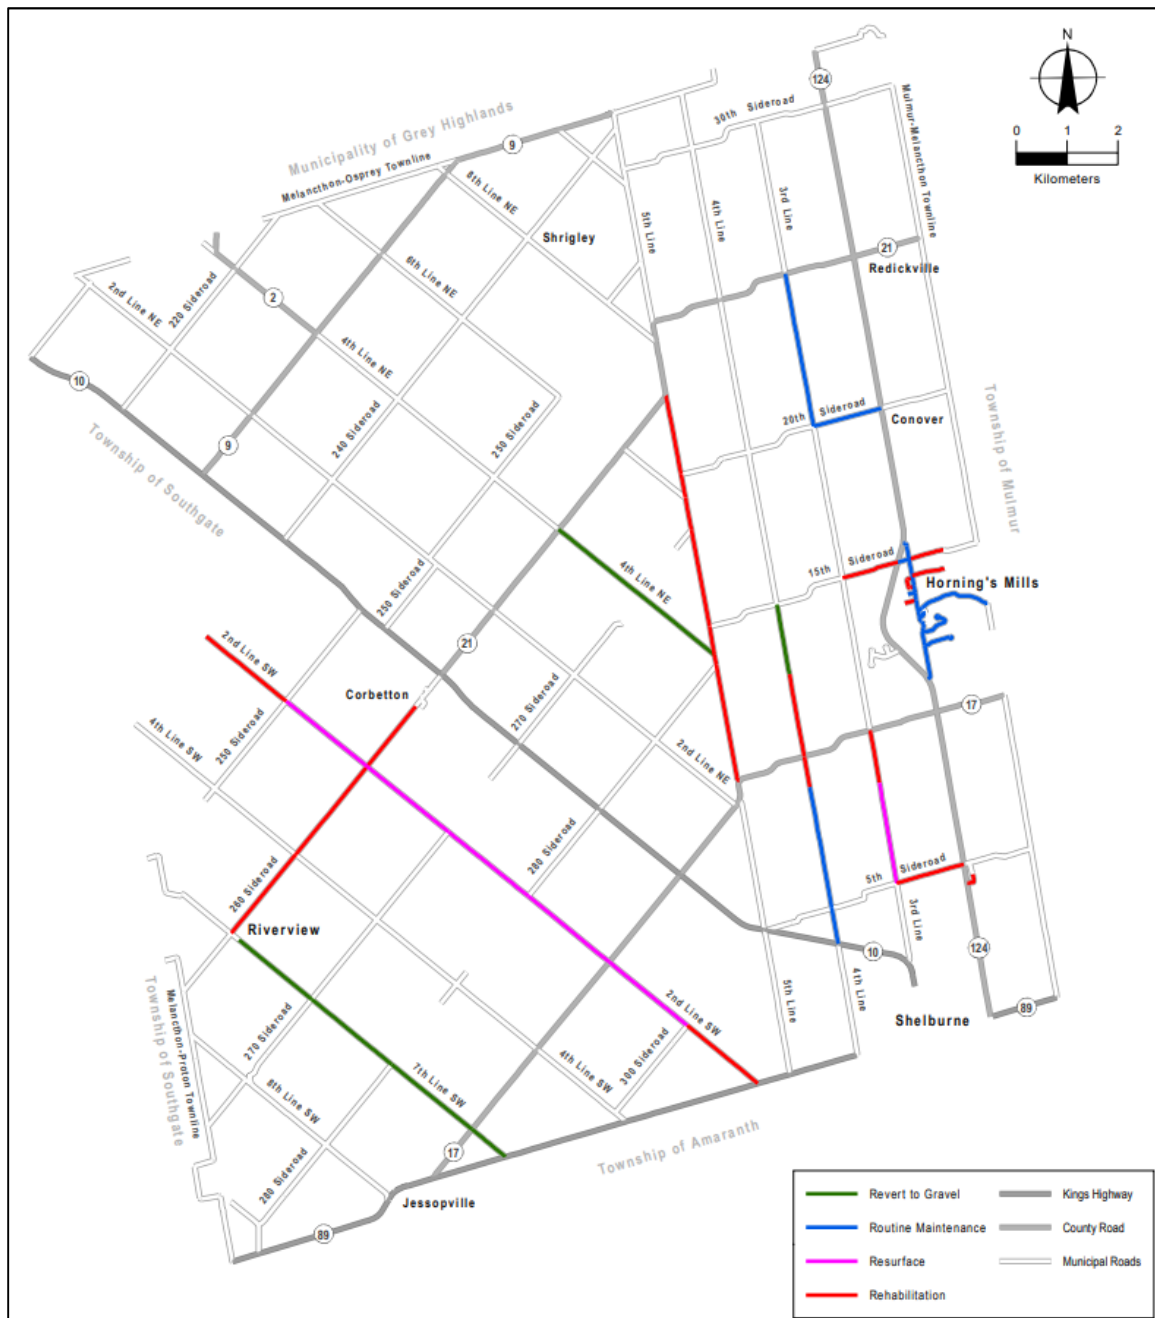 N
0 1 2
Kilometers
124
30th Sideroad
Mulmur-Melancthon Townline
Municipality of Grey Highlands
9
Melancthon-Osprey Townline
8th Line NE
5th Line
4th Line
3rd Line
Shrigley
21
Redickville
6th Line NE
220 Sideroad
2
2nd Line NE
4th Line NE
10
Township of Southgate
9
240 Sideroad
250 Sideroad
20th Sideroad
Conover
Township of Mulmur
15th Sideroad
Horning's Mills
4th Line NE
250 Sideroad
21
2nd Line SW
Corbetton
250 Sideroad
4th Line SW
270 Sideroad
2nd Line NE
17
280 Sideroad
5th Sideroad
260 Sideroad
Riverview
3rd Line
10
124
5th Line
4th Line
Shelburne
89
Township of Southgate
Melancthon-Proton Townline
270 Sideroad
2nd Line SW
300 Sideroad
4th Line SW
7th Line SW
8th Line SW
280 Sideroad
17
Township of Amaranth
Jessopville
89
Revert to Gravel
Kings Highway
Routine Maintenance
County Road
Resurface
Municipal Roads
Rehabilitation